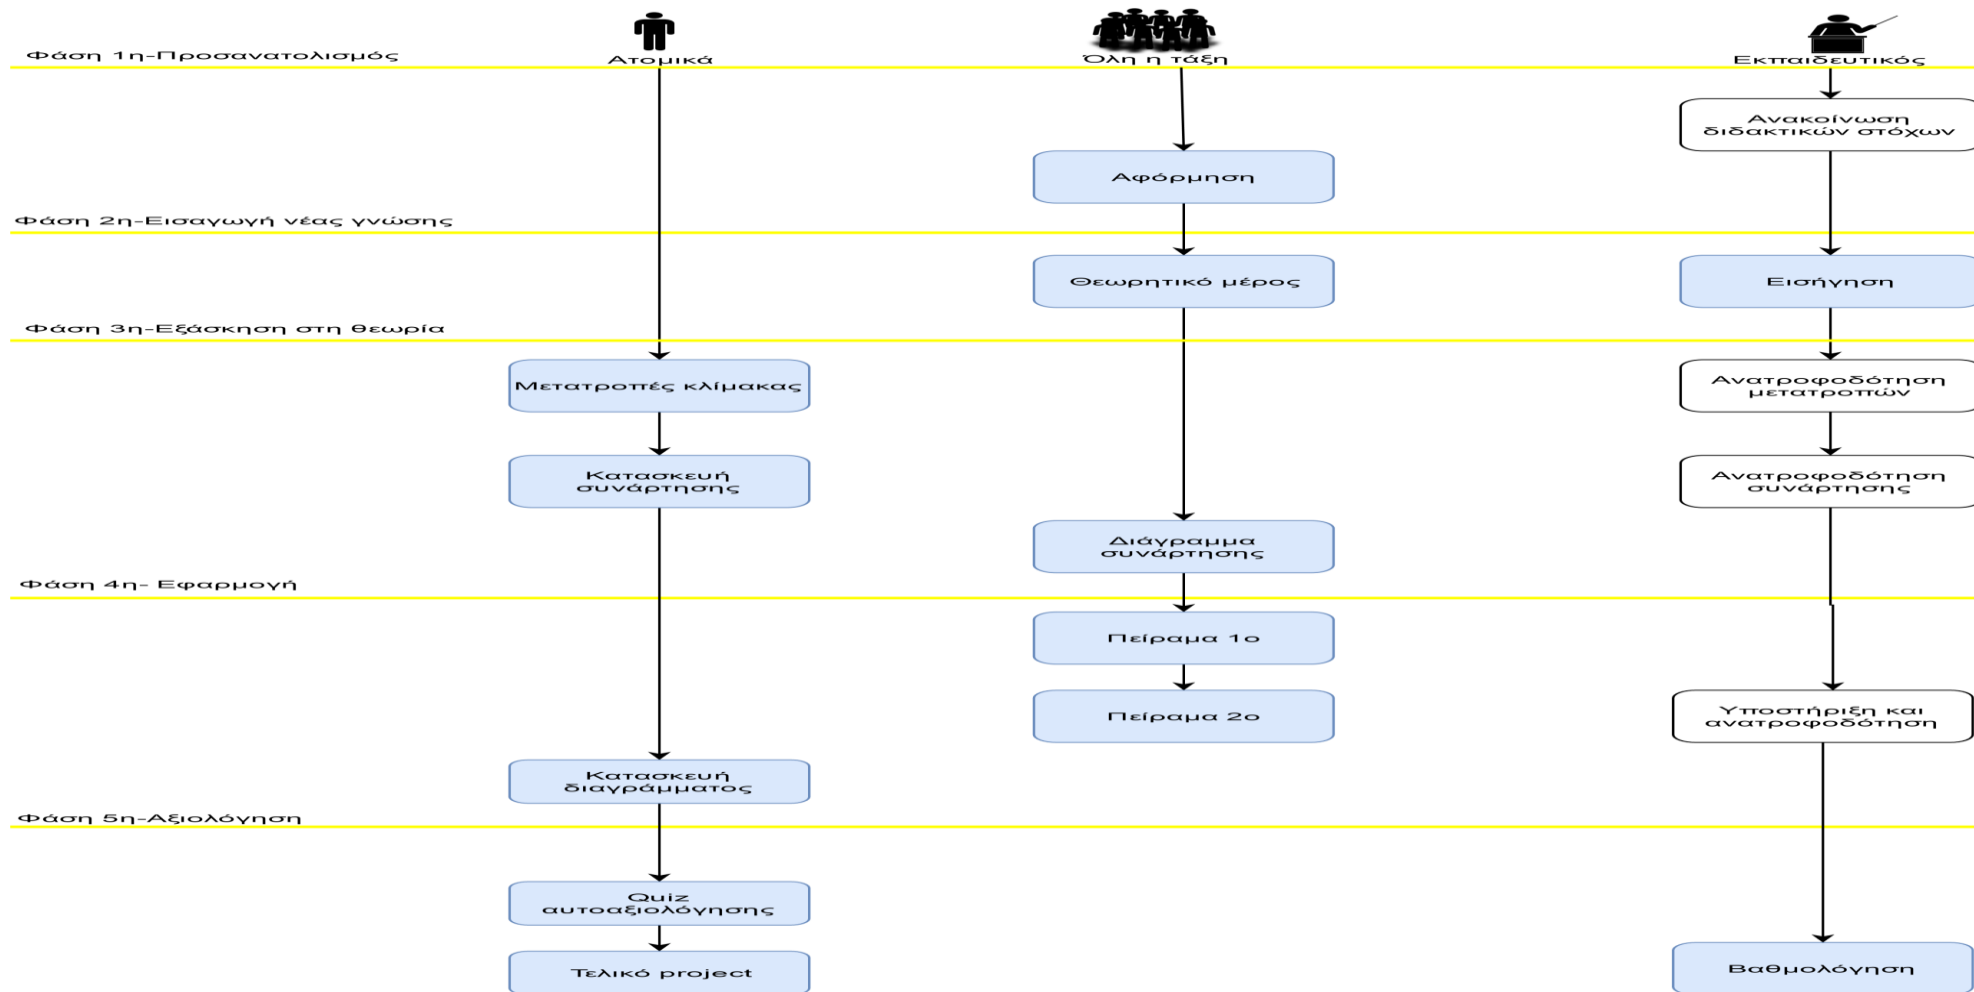 Φάση 1η-Προσανατολισμός
Ατομικά
Όλη η τάξη
Εκπαιδευτικός
Ανακοίνωση
διδακτικών στόχων
Αφόρμηση
Φάση 2η-Εισαγωγή νέας γνώσης
Θεωρητικό μέρος
Εισήγηση
Φάση 3η-Εξάσκηση στη θεωρία
Μετατροπές κλίμακας
Ανατροφοδότηση
μετατροπών
Κατασκευή
συνάρτησης
Ανατροφοδότηση
συνάρτησης
Διάγραμμα
συνάρτησης
Φάση 4η- Εφαρμογή
Πείραμα 1ο
Πείραμα 2ο
Υποστήριξη και
ανατροφοδότηση
Κατασκευή
διαγράμματος
Φάση 5η-Αξιολόγηση
Quiz
αυτοαξιολόγησης
Τελικό project
Βαθμολόγηση